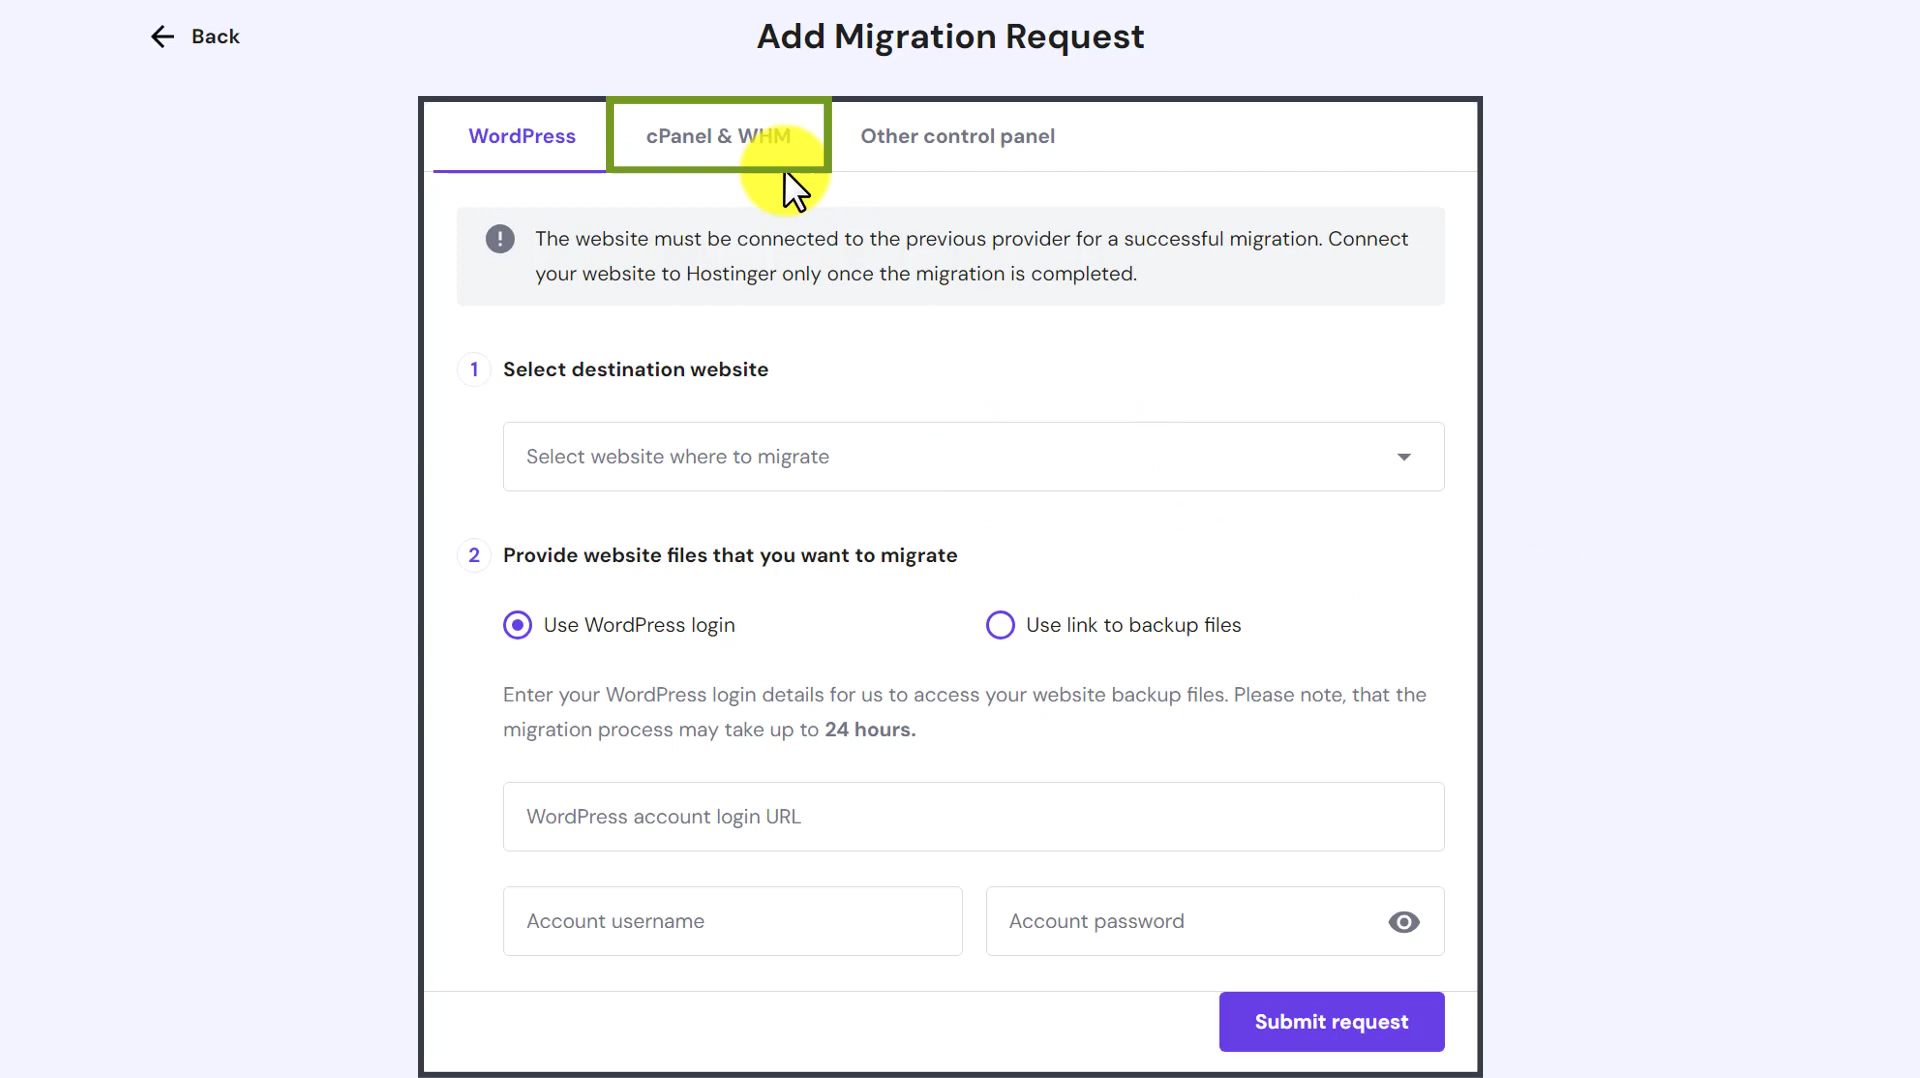 Back
Add Migration Request
WordPress
cPanel & WHM
Other control panel
The website must be connected to the previous provider for a successful migration. Connect
your website to Hostinger only once the migration is completed.
1 Select destination website
Select website where to migrate
2 Provide website files that you want to migrate
Use WordPress login
Use link to backup files
Enter your WordPress login details for us to access your website backup files. Please note, that the
migration process may take up to 24 hours.
WordPress account login URL
Account username
Account password
Submit request